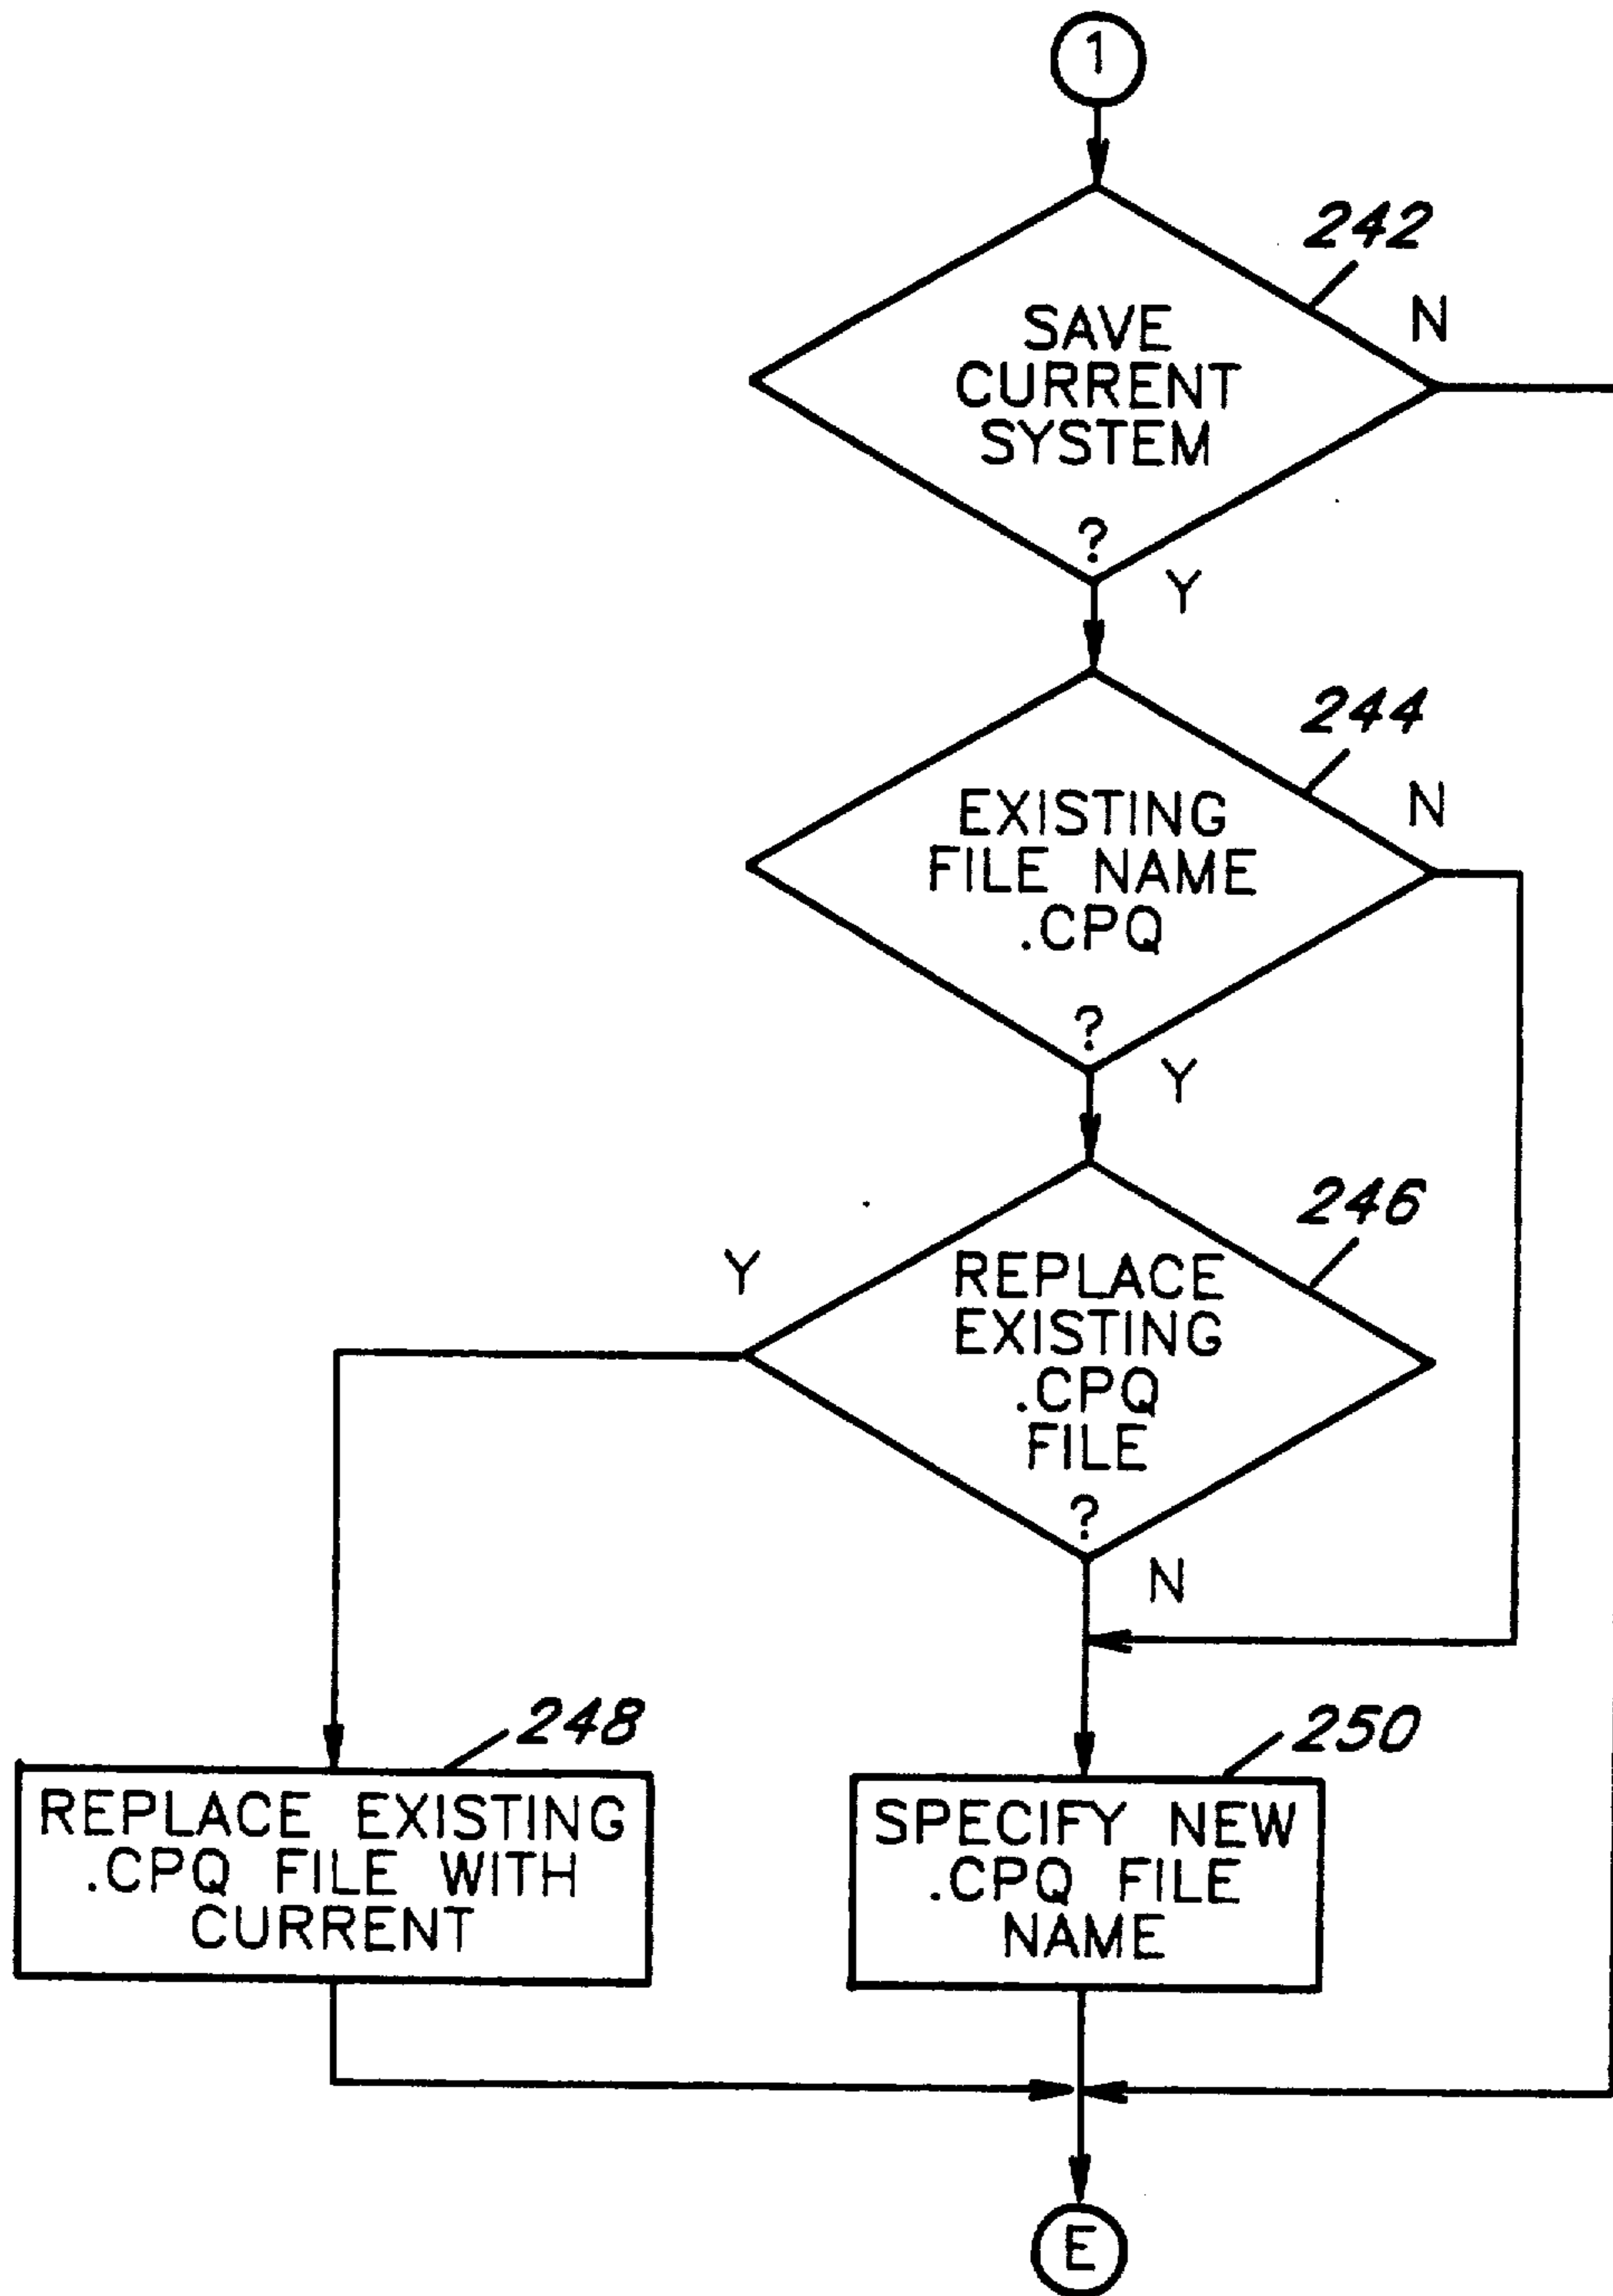 1
242
N
SAVE
CURRENT
SYSTEM
?
Y
244
N
EXISTING
FILE NAME
.CPQ
?
Y
246
Y
REPLACE
EXISTING
.CPQ
FILE
?
N
248
REPLACE EXISTING
.CPQ FILE WITH
CURRENT
250
SPECIFY NEW
.CPQ FILE
NAME
E